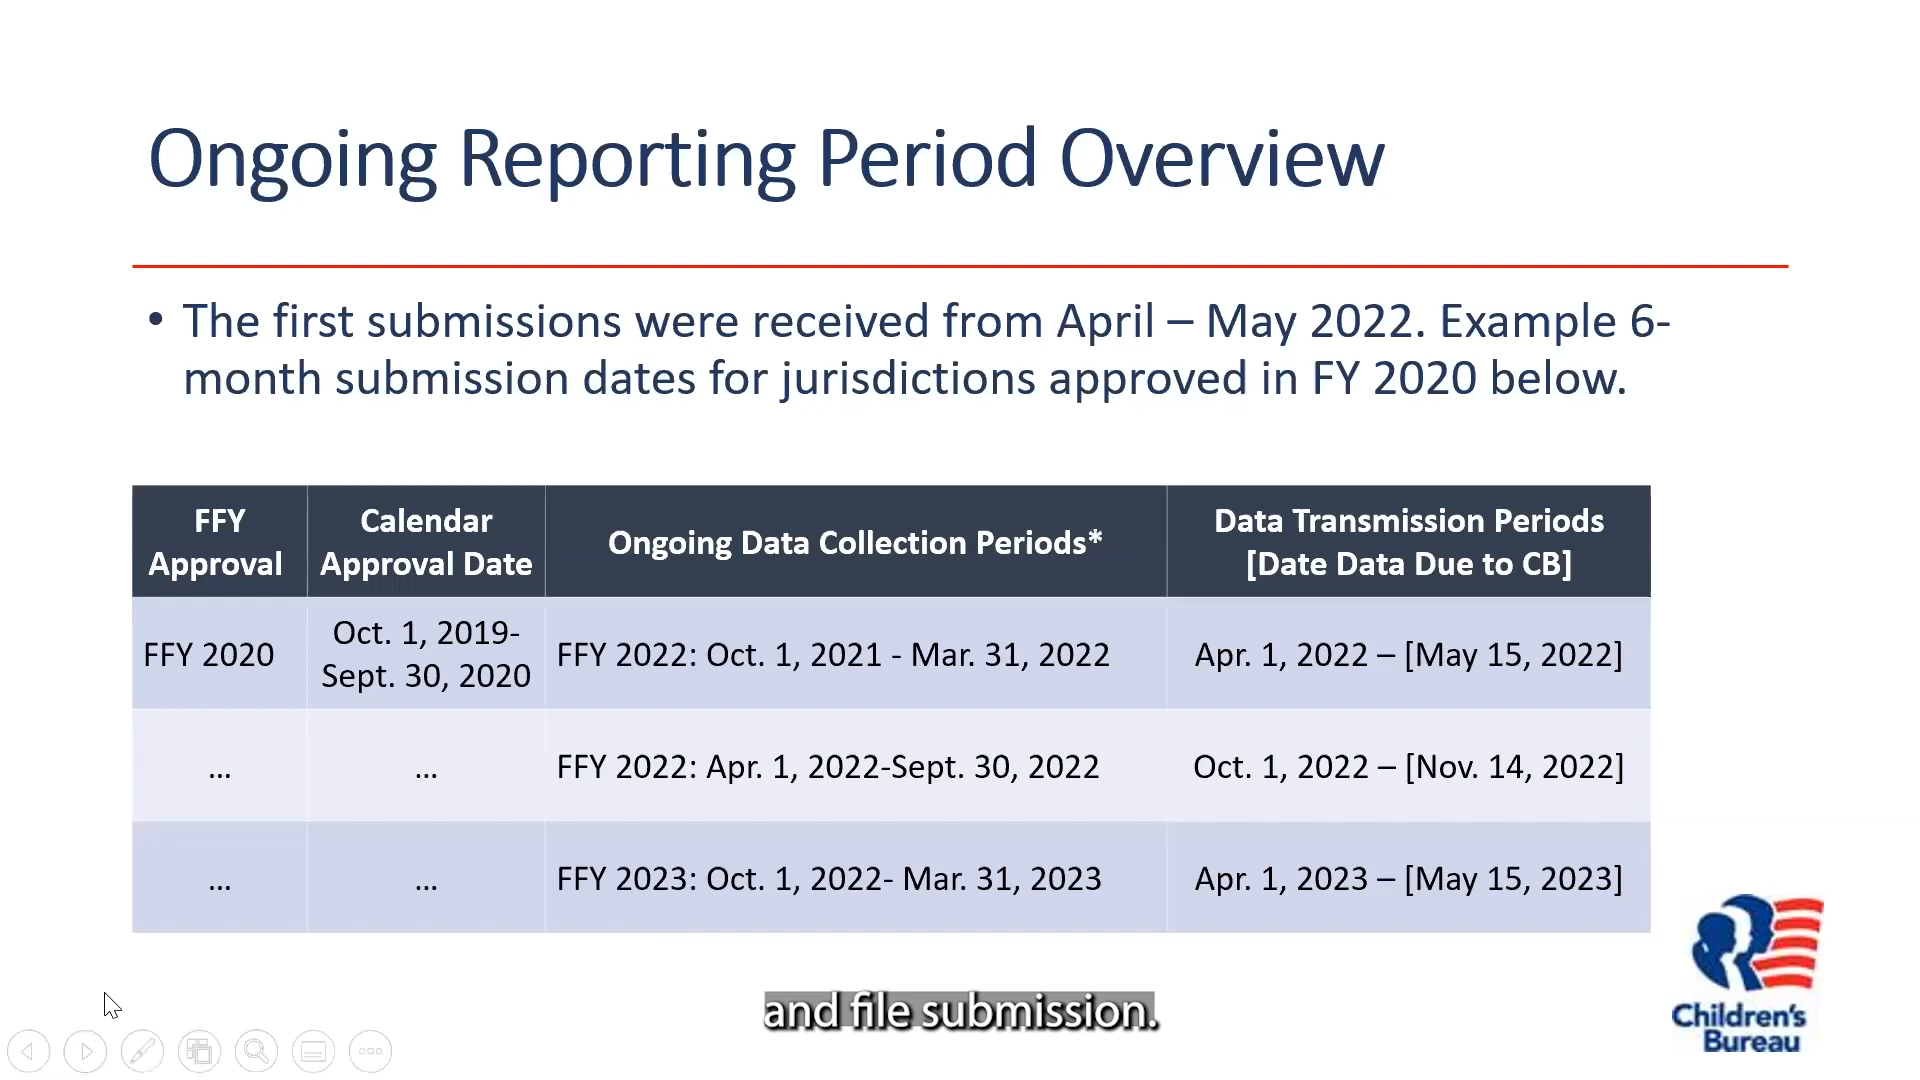 Ongoing Reporting Period Overview
• The first submissions were received from April – May 2022. Example 6-
month submission dates for jurisdictions approved in FY 2020 below.
FFY
Approval
Calendar
Approval Date
Ongoing Data Collection Periods*
Data Transmission Periods
[Date Data Due to CB]
FFY 2020
Oct. 1, 2019-
Sept. 30, 2020
FFY 2022: Oct. 1, 2021 - Mar. 31, 2022
Apr. 1, 2022 – [May 15, 2022]
...
...
FFY 2022: Apr. 1, 2022-Sept. 30, 2022
Oct. 1, 2022 – [Nov. 14, 2022]
...
...
FFY 2023: Oct. 1, 2022- Mar. 31, 2023
Apr. 1, 2023 – [May 15, 2023]
and file submission.
Children's
Bureau